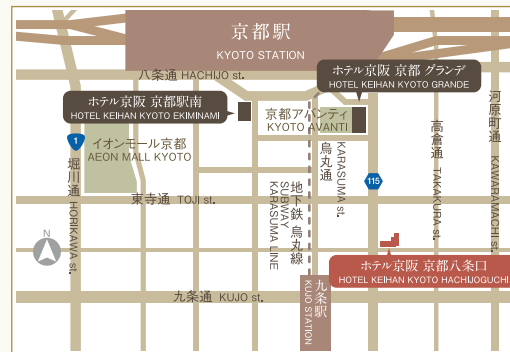 京都駅
KYOTO STATION
八条通 HACHIJO st.
ホテル京阪 京都 グランデ
HOTEL KEIHAN KYOTO GRANDE
ホテル京阪 京都駅南
HOTEL KEIHAN KYOTO EKIMINAMI
京都アバンティ
KYOTO AVANTI
河原町通 KAWARAMACHI st.
1
イオンモール京都
AEON MALL KYOTO
高倉通 TAKAKURA st.
烏丸通 KARASUMA st.
堀川通 HORIKAWA st.
115
東寺通 TOJI st.
地下鉄 烏丸線
SUBWAY
KARASUMA LINE
N
ホテル京阪 京都八条口
HOTEL KEIHAN KYOTO HACHIJOGUCHI
九条通 KUJO st.
九条駅
KUJO STATION